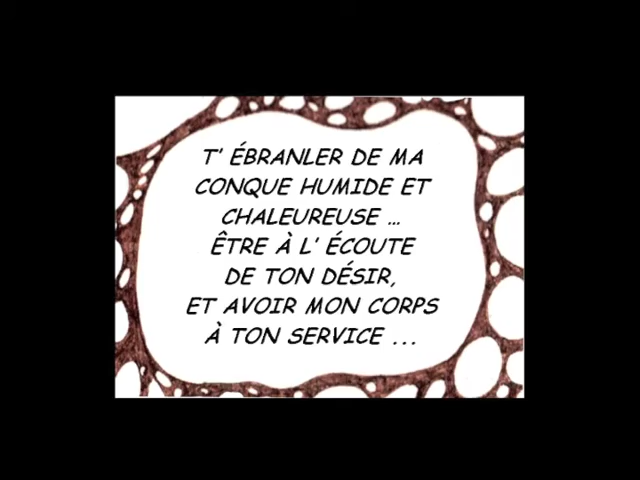 T' ÉBRANLER DE MA
CONQUE HUMIDE ET
CHALEUREUSE ...
ÊTRE À L' ÉCOUTE
DE TON DÉSIR,
ET AVOIR MON CORPS
À TON SERVICE ...